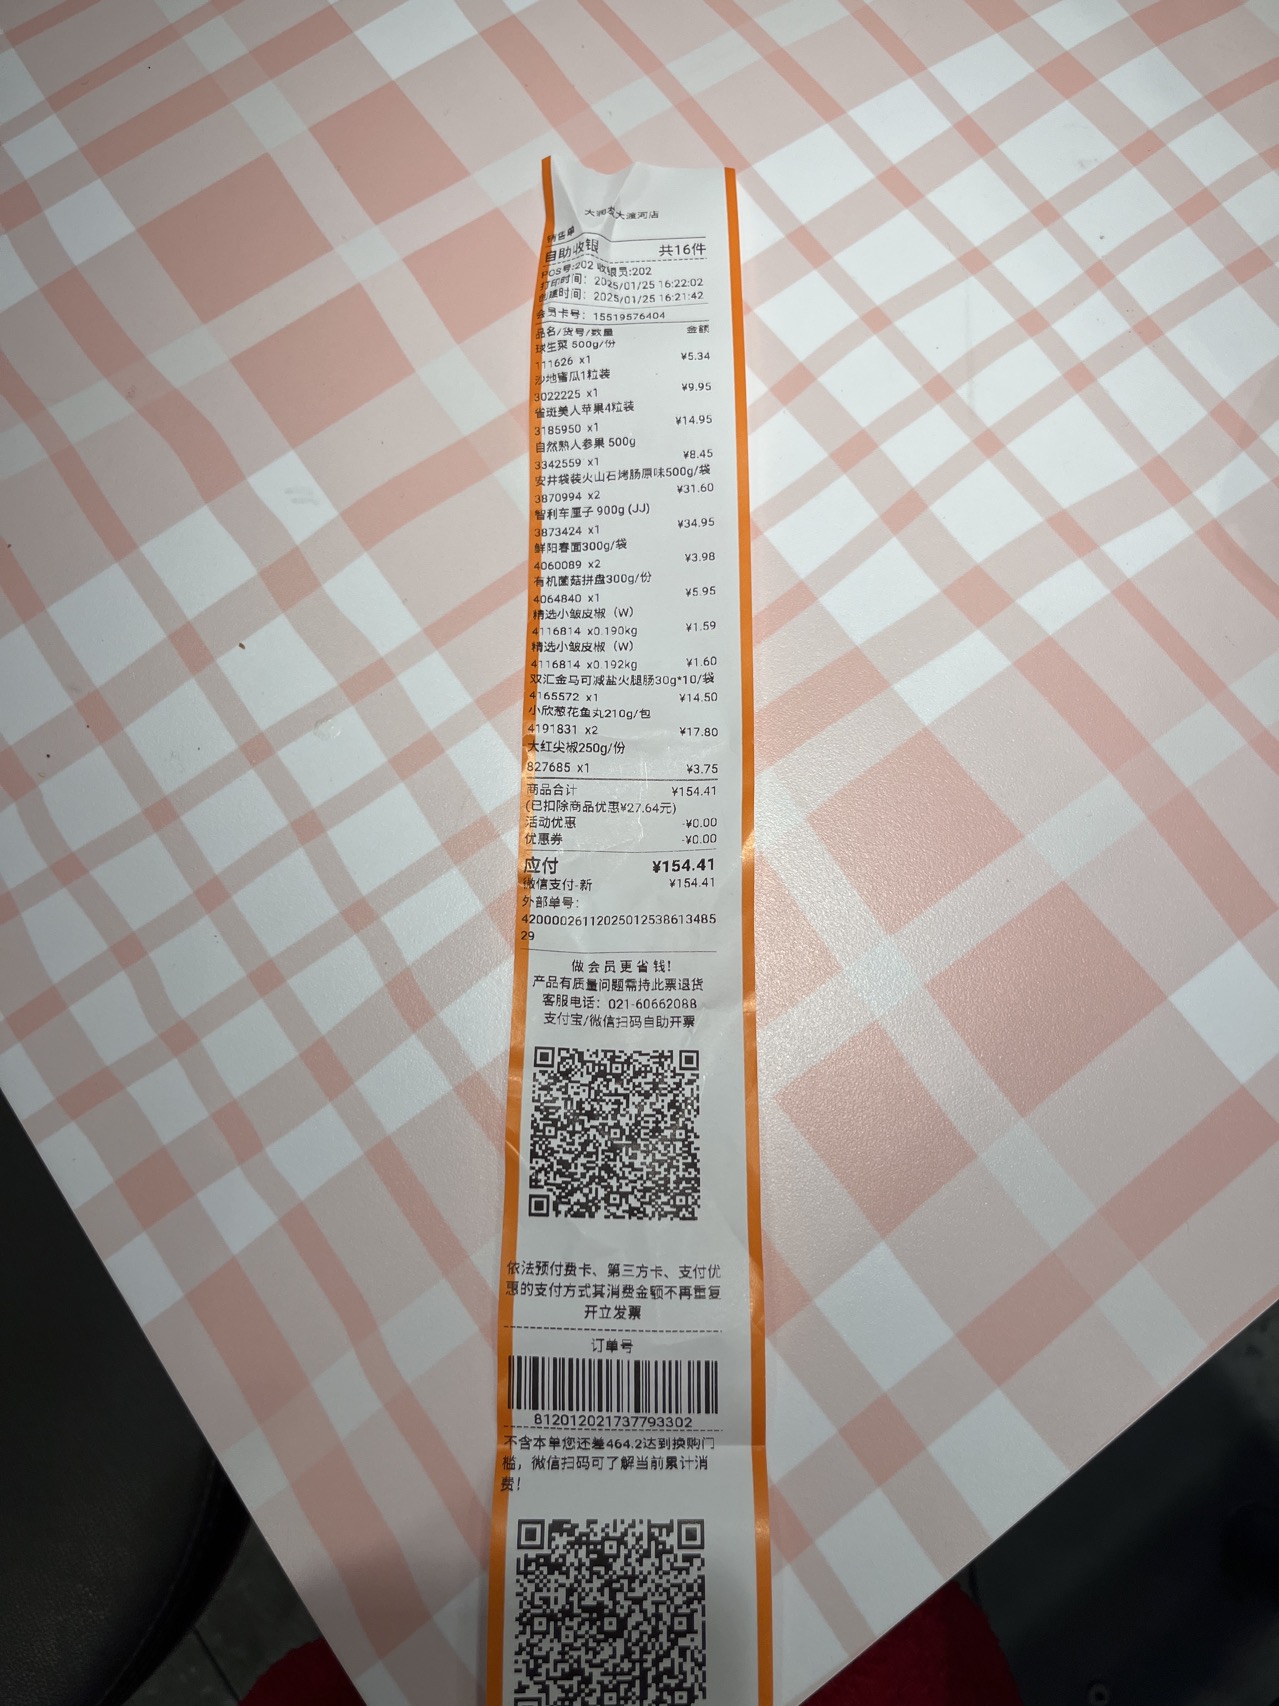 大润发大渡河店
销售单
自助收银 共16件
POS号:202 收银员:202
打印时间: 2025/01/25 16:22:02
创建时间: 2025/01/25 16:21:42
会员卡号: 15519576404
品名/货号/数量 金额
球生菜 500g/份
111626 x1 ¥5.34
沙地蜜瓜1粒装
3022225 x1 ¥9.95
雀斑美人苹果4粒装
3185950 x1 ¥14.95
自然熟人参果 500g
3342559 x1 ¥8.45
安井袋装火山石烤肠原味500g/袋
3870994 x2 ¥31.60
智利车厘子 900g (JJ)
3873424 x1 ¥34.95
鲜阳春面300g/袋
4060089 x2 ¥3.98
有机菌菇拼盘300g/份
4064840 x1 ¥5.95
精选小皱皮椒（W）
4116814 x0.190kg ¥1.59
精选小皱皮椒（W）
4116814 x0.192kg ¥1.60
双汇金马可减盐火腿肠30g*10/袋
4165572 x1 ¥14.50
小欣葱花鱼丸210g/包
4191831 x2 ¥17.80
大红尖椒250g/份
827685 x1 ¥3.75
商品合计 ¥154.41
(已扣除商品优惠¥27.64元)
活动优惠 -¥0.00
优惠券 -¥0.00
应付 ¥154.41
微信支付-新 ¥154.41
外部单号:
42000026112025012538613485
29
做会员更省钱!
产品有质量问题需持此票退货
客服电话: 021-60662088
支付宝/微信扫码自助开票
依法预付费卡、第三方卡、支付优
惠的支付方式其消费金额不再重复
开立发票
订单号
812012021737793302
不含本单您还差464.2达到换购门
槛，微信扫码可了解当前累计消
费!